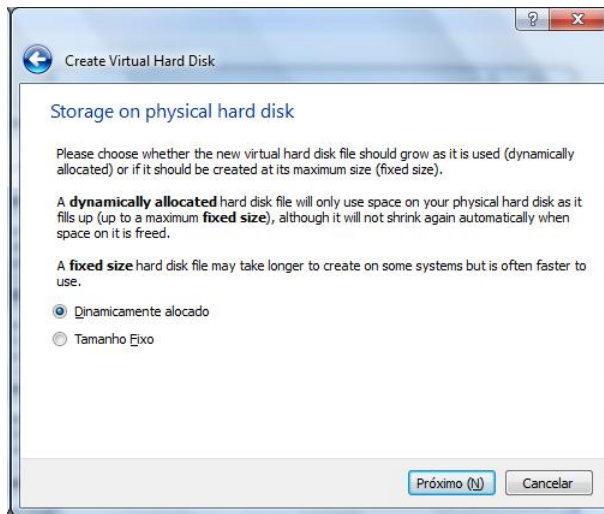 Create Virtual Hard Disk
Storage on physical hard disk
Please choose whether the new virtual hard disk file should grow as it is used (dynamically
allocated) or if it should be created at its maximum size (fixed size).
A dynamically allocated hard disk file will only use space on your physical hard disk as it
fills up (up to a maximum fixed size), although it will not shrink again automatically when
space on it is freed.
A fixed size hard disk file may take longer to create on some systems but is often faster to
use.
Dinamicamente alocado
Tamanho Fixo
Próximo (N) Cancelar